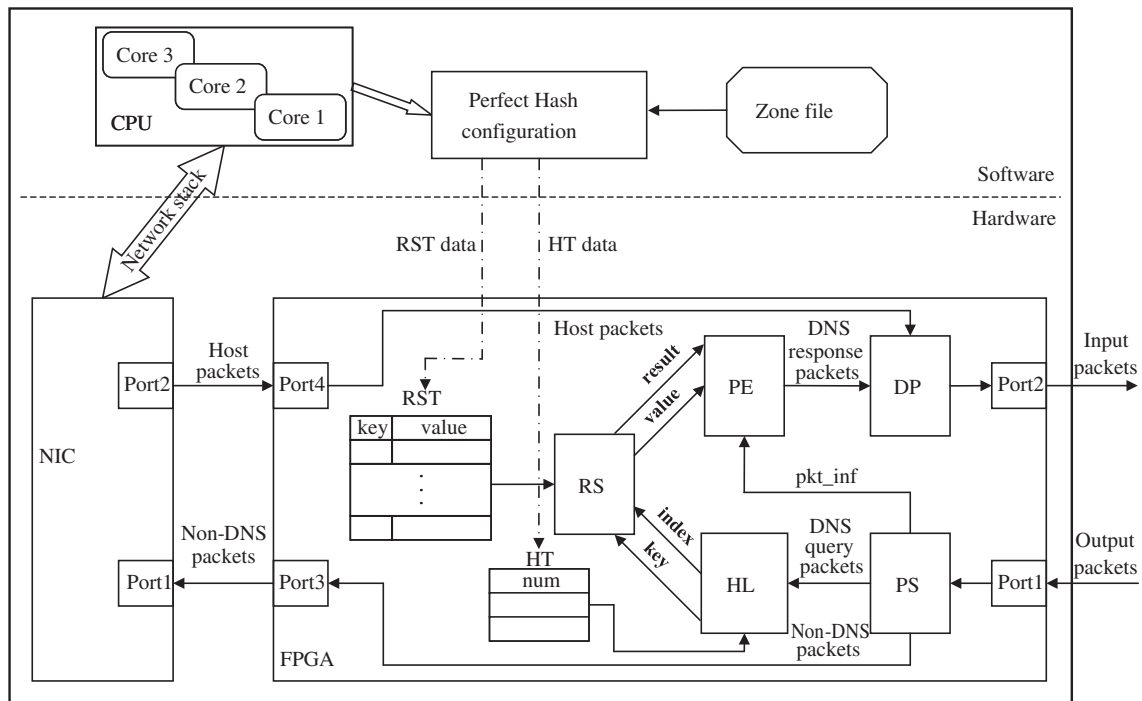 Core 3
Core 2
Core 1
CPU
Perfect Hash
configuration
Zone file
Software
Hardware
Network stack
RST data
HT data
NIC
Port2
Port1
Host
packets
Non-DNS
packets
Port4
Port3
FPGA
Host packets
RST
key value
HT
num
RS
result
value
index
key
PE
DNS
response
packets
DP
Port2
Input
packets
pkt_inf
HL
DNS
query
packets
PS
Port1
Output
packets
Non-DNS
packets